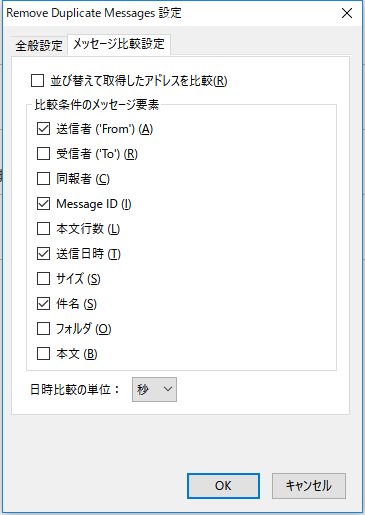 Remove Duplicate Messages 設定
全般設定 メッセージ比較設定
並び替えて取得したアドレスを比較(R)
比較条件のメッセージ要素
送信者 ('From') (A)
受信者 ('To') (R)
同報者 (C)
Message ID (I)
本文行数 (L)
送信日時 (T)
サイズ (S)
件名 (S)
フォルダ (O)
本文 (B)
日時比較の単位： 秒
OK キャンセル